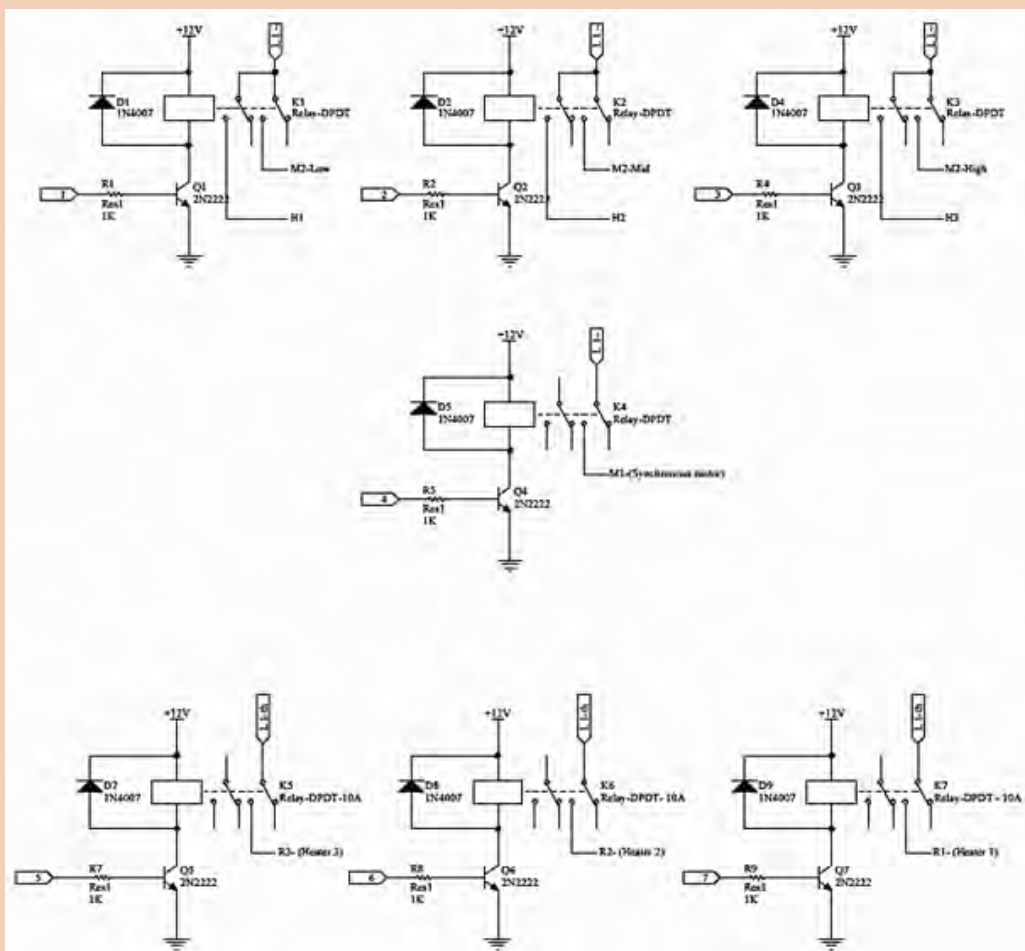 +12V
D1
1N4007
K1
Relay-DPDT
M2-Low
1
R1
Res1
1K
Q1
2N2222
H1
+12V
D2
1N4007
K2
Relay-DPDT
M2-Mid
2
R2
Res1
1K
Q2
2N2222
H2
+12V
D4
1N4007
K3
Relay-DPDT
M2-High
3
R4
Res1
1K
Q3
2N2222
H3
+12V
D5
1N4007
K4
Relay-DPDT
M1-(Synchronous motor)
4
R5
Res1
1K
Q4
2N2222
+12V
D7
1N4007
K5
Relay-DPDT-10A
R3- (Heater 3)
5
R7
Res1
1K
Q5
2N2222
+12V
D8
1N4007
K6
Relay-DPDT- 10A
R2- (Heater 2)
6
R8
Res1
1K
Q6
2N2222
+12V
D9
1N4007
K7
Relay-DPDT - 10A
R1- (Heater 1)
7
R9
Res1
1K
Q7
2N2222